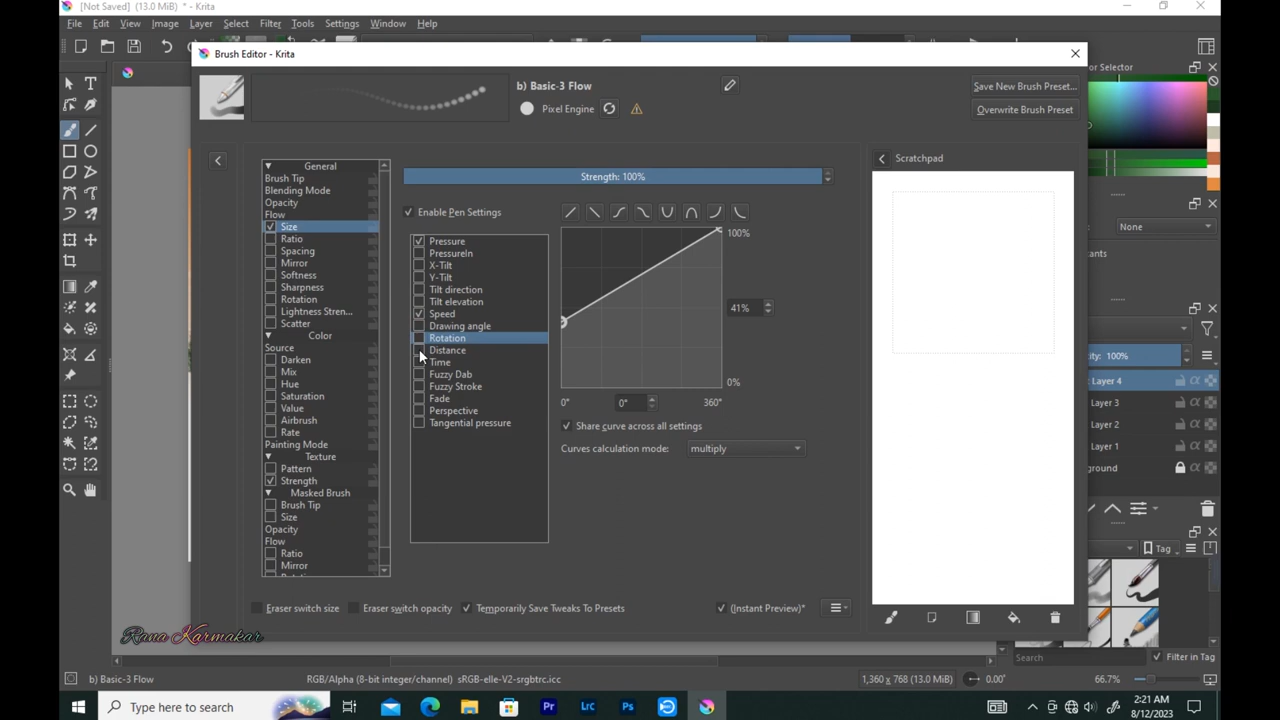 [Not Saved] (13.0 MiB) * - Krita
File Edit View Image Layer Select Filter Tools Settings Window Help
Brush Editor - Krita
b) Basic-3 Flow
Pixel Engine
Save New Brush Preset...
Overwrite Brush Preset
or Selector
General
Brush Tip
Blending Mode
Opacity
Flow
Size
Ratio
Spacing
Mirror
Softness
Sharpness
Rotation
Lightness Stren...
Scatter
Color
Source
Darken
Mix
Hue
Saturation
Value
Airbrush
Rate
Painting Mode
Texture
Pattern
Strength
Masked Brush
Brush Tip
Size
Opacity
Flow
Ratio
Mirror
Strength: 100%
Enable Pen Settings
Pressure
PressureIn
X-Tilt
Y-Tilt
Tilt direction
Tilt elevation
Speed
Drawing angle
Rotation
Distance
Time
Fuzzy Dab
Fuzzy Stroke
Fade
Perspective
Tangential pressure
100%
41%
0%
0° 0° 360°
Share curve across all settings
Curves calculation mode: multiply
Scratchpad
None
cants
ity: 100%
Layer 4
Layer 3
Layer 2
Layer 1
ground
Tag
Eraser switch size Eraser switch opacity Temporarily Save Tweaks To Presets (Instant Preview)*
Rana Karmakar
Search Filter in Tag
b) Basic-3 Flow RGB/Alpha (8-bit integer/channel) sRGB-elle-V2-srgbtrc.icc 1,360 x 768 (13.0 MiB) 0.00° 66.7%
Type here to search Pr Lrc Ps 2:21 AM
8/12/2023